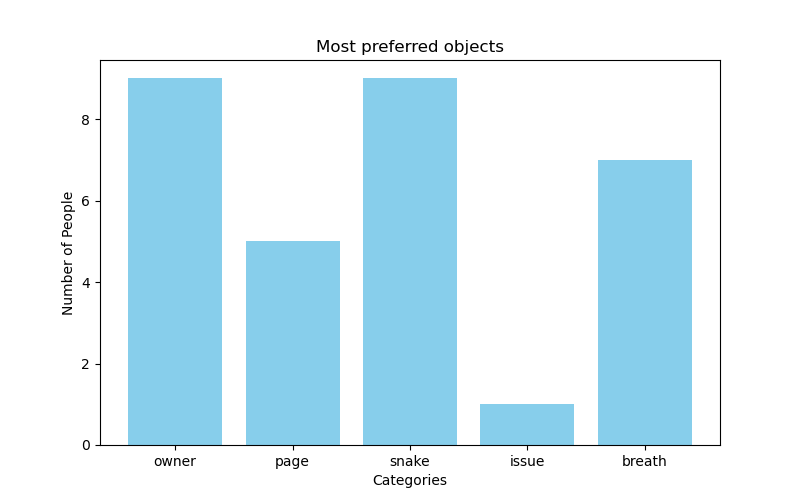 Most preferred objects
Number of People
8
6
4
2
0
owner page snake issue breath
Categories